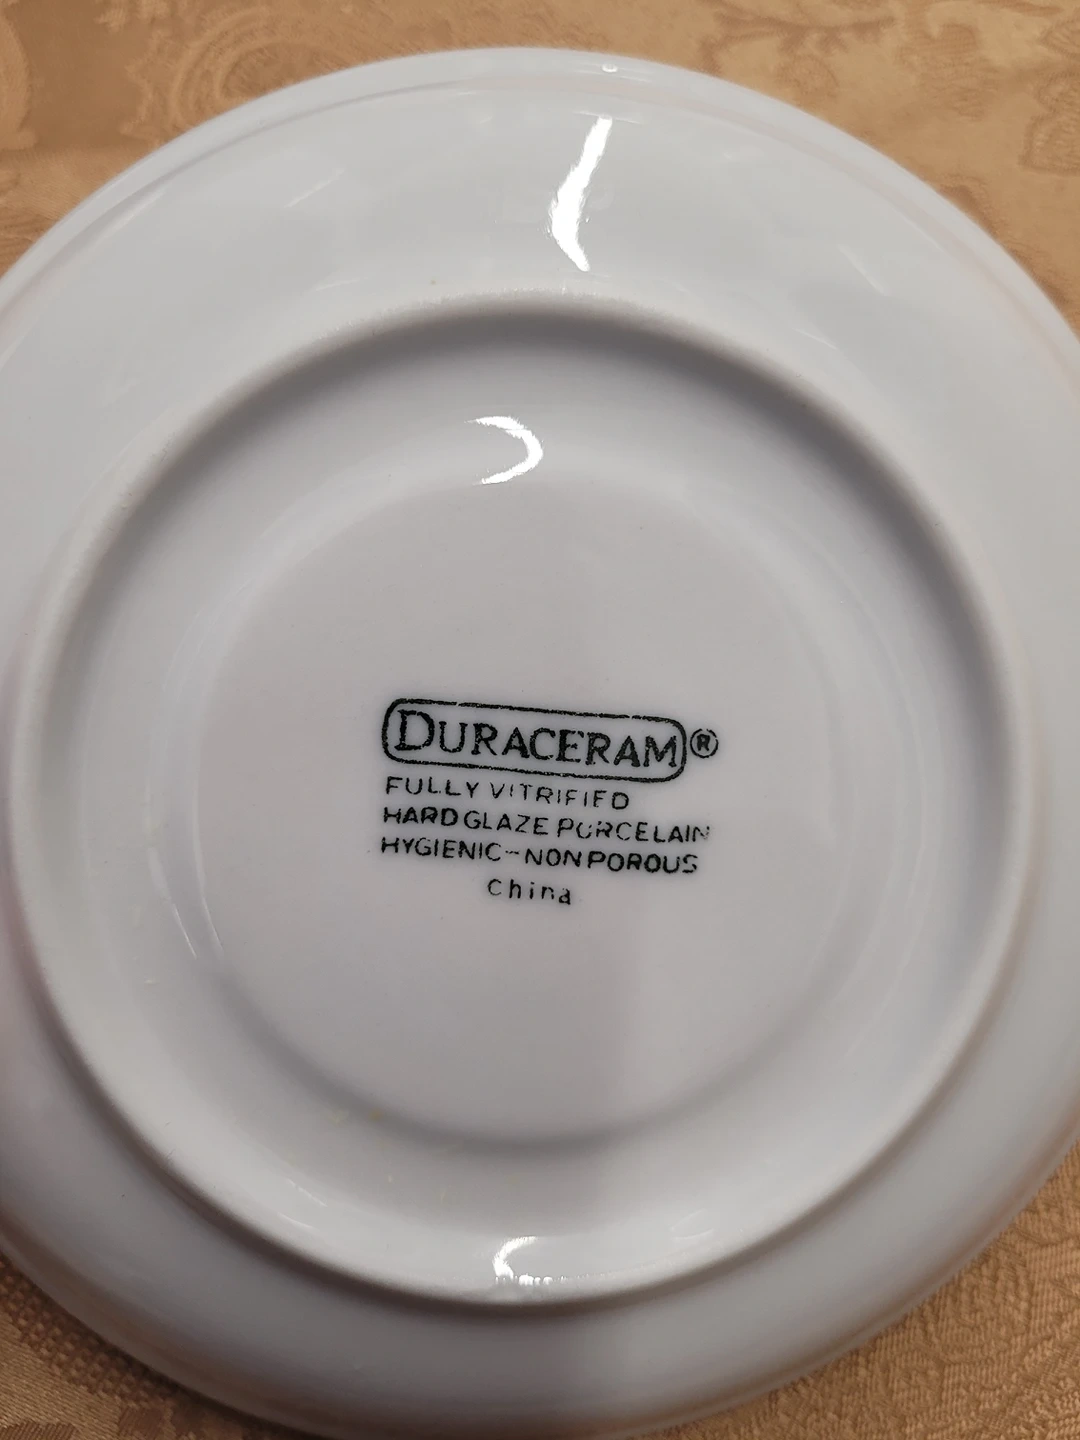 DURACERAM®
FULLY VITRIFIED
HARD GLAZE PORCELAIN
HYGIENIC-NON POROUS
China